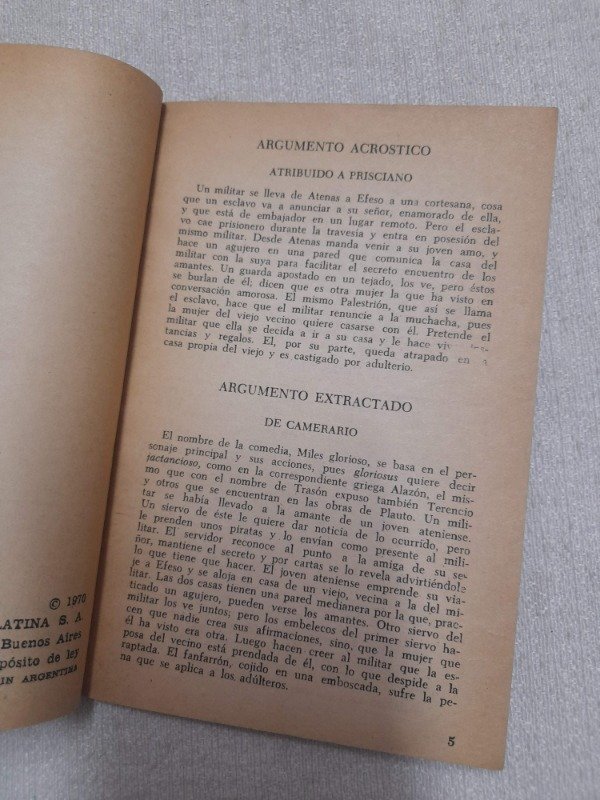 © 1970
LATINA S. A.
Buenos Aires
pósito de ley
IN ARGENTINA
ARGUMENTO ACROSTICO
ATRIBUIDO A PRISCIANO
Un militar se lleva de Atenas a Efeso a una cortesana, cosa
que un esclavo va a anunciar a su señor, enamorado de ella,
y que está de embajador en un lugar remoto. Pero el escla-
vo cae prisionero durante la travesia y entra en posesión del
mismo militar. Desde Atenas manda venir a su joven amo, y
hace un agujero en una pared que comunica la casa del
militar con la suya para facilitar el secreto encuentro de los
amantes. Un guarda apostado en un tejado, los ve, pero éstos
se burlan de él; dicen que es otra mujer la que ha visto en
conversación amorosa. El mismo Palestrión, que así se llama
el esclavo, hace que el militar renuncie a la muchacha, pues
la mujer del viejo vecino quiere casarse con él. Pretende el
militar que ella se decida a ir a su casa y le hace viv
tancias y regalos. El, por su parte, queda atrapado en
casa propia del viejo y es castigado por adulterio.
ARGUMENTO EXTRACTADO
DE CAMERARIO
El nombre de la comedia, Miles glorioso, se basa en el per-
sonaje principal y sus acciones, pues gloriosus quiere decir
jactancioso, como en la correspondiente griega Alazón, el mis-
mo que con el nombre de Trasón expuso también Terencio
y otros que se encuentran en las obras de Plauto. Un mili-
tar se había llevado a la amante de un joven ateniense.
Un siervo de éste le quiere dar noticia de lo ocurrido, pero
le prenden unos piratas y lo envían como presente al mili-
litar. El servidor reconoce al punto a la amiga de su se-
ñor, mantiene el secreto y por cartas se lo revela advirtiéndole
lo que tiene que hacer. El joven ateniense emprende su via-
je a Efeso y se aloja en casa de un viejo, vecina a la del mi-
litar. Las dos casas tienen una pared medianera por la que, prac-
ticado un agujero, pueden verse los amantes. Otro siervo del
militar los ve juntos; pero los embelecos del primer siervo ha-
cen que nadie crea sus afirmaciones, sino, que la mujer que
él ha visto era otra. Luego hacen creer al militar que la es-
posa del vecino está prendada de él, con lo que despide a la
raptada. El fanfarrón, cojido en una emboscada, sufre la pe-
na que se aplica a los adúlteros.
5